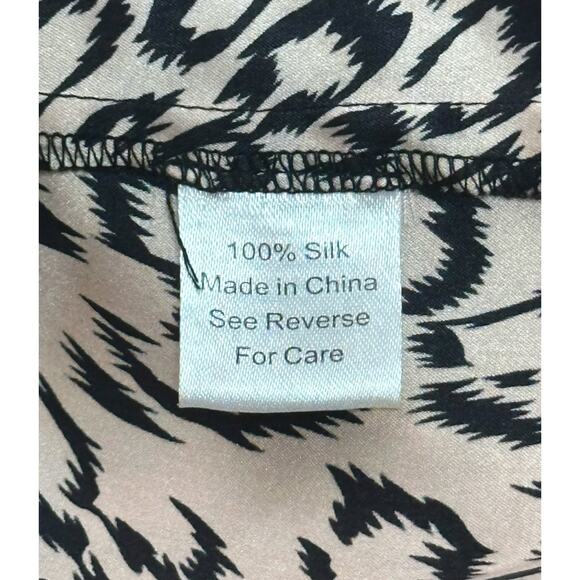 100% Silk
Made in China
See Reverse
For Care